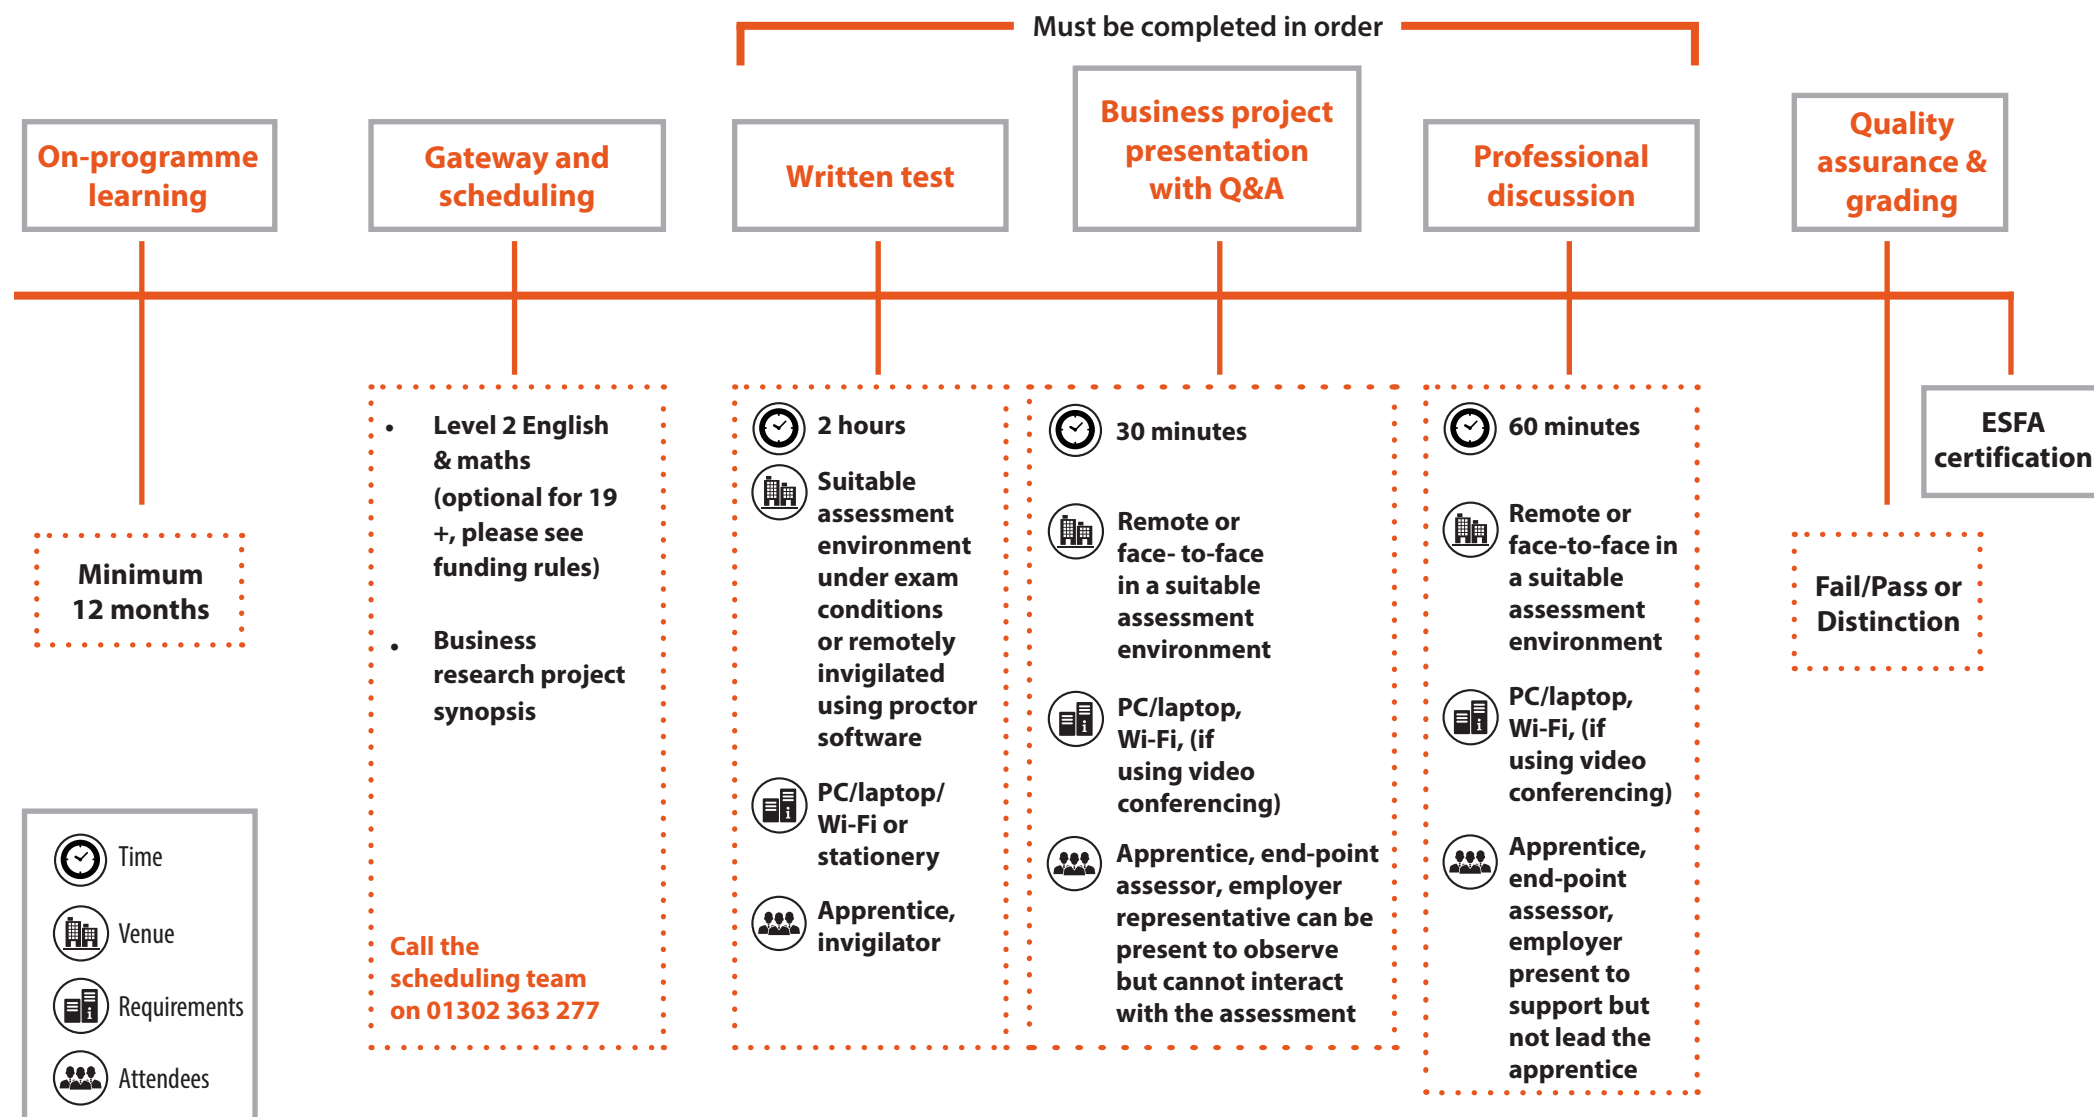 Must be completed in order
On-programme
learning
Gateway and
scheduling
Written test
Business project
presentation
with Q&A
Professional
discussion
Quality
assurance &
grading
Minimum
12 months
• Level 2 English
& maths
(optional for 19
+, please see
funding rules)
• Business
research project
synopsis
Call the
scheduling team
on 01302 363 277
2 hours
Suitable
assessment
environment
under exam
conditions
or remotely
invigilated
using proctor
software
PC/laptop/
Wi-Fi or
stationery
Apprentice,
invigilator
30 minutes
Remote or
face- to-face
in a suitable
assessment
environment
PC/laptop,
Wi-Fi, (if
using video
conferencing)
Apprentice, end-point
assessor, employer
representative can be
present to observe
but cannot interact
with the assessment
60 minutes
Remote or
face-to-face in
a suitable
assessment
environment
PC/laptop,
Wi-Fi, (if
using video
conferencing)
Apprentice,
end-point
assessor,
employer
present to
support but
not lead the
apprentice
Fail/Pass or
Distinction
ESFA
certification
Time
Venue
Requirements
Attendees